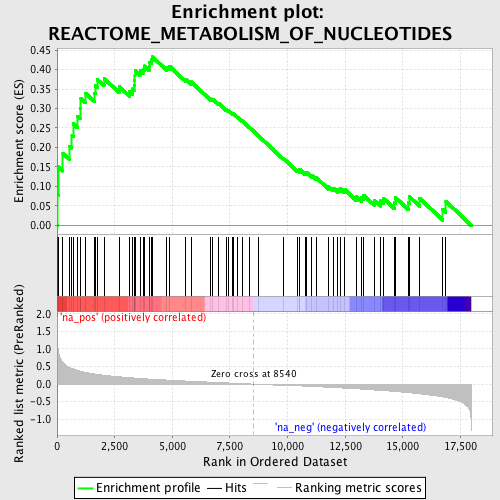 Enrichment plot:
REACTOME_METABOLISM_OF_NUCLEOTIDES
Enrichment score (ES)
0.45
0.40
0.35
0.30
0.25
0.20
0.15
0.10
0.05
0.00
'na_pos' (positively correlated)
Ranked list metric (PreRanked)
2.0
1.5
1.0
0.5
0.0
-0.5
-1.0
Zero cross at 8540
'na_neg' (negatively correlated)
0
2,500
5,000
7,500
10,000
12,500
15,000
17,500
Rank in Ordered Dataset
Enrichment profile
Hits
Ranking metric scores